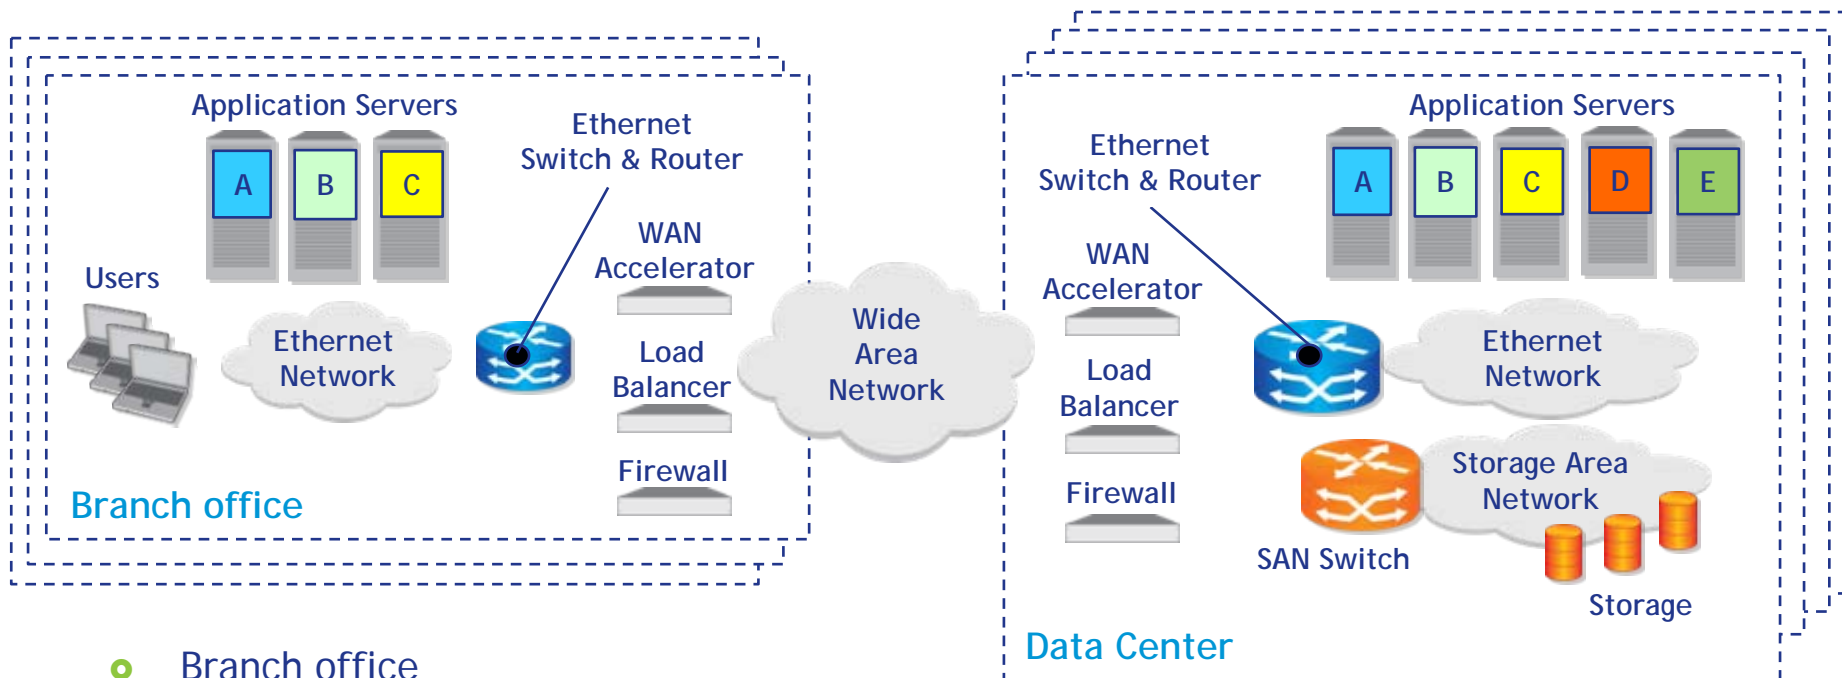 Application Servers
A
B
C
Ethernet
Switch & Router
WAN
Accelerator
Users
Ethernet
Network
Load
Balancer
Firewall
Branch office
Wide
Area
Network
Application Servers
A
B
C
D
E
Ethernet
Switch & Router
WAN
Accelerator
Load
Balancer
Firewall
Ethernet
Network
Storage Area
Network
SAN Switch
Storage
Data Center
Branch office